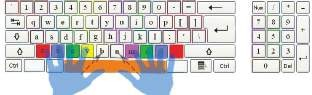 ` 1 2 3 4 5 6 7 8 9 0 - = Num / * -
q w e r t y u i o p [ ] 7 8 9 +
a s d f g h j k l ; ' \ 4 5 6
1 2 3
Ctrl Ctrl 0 Del